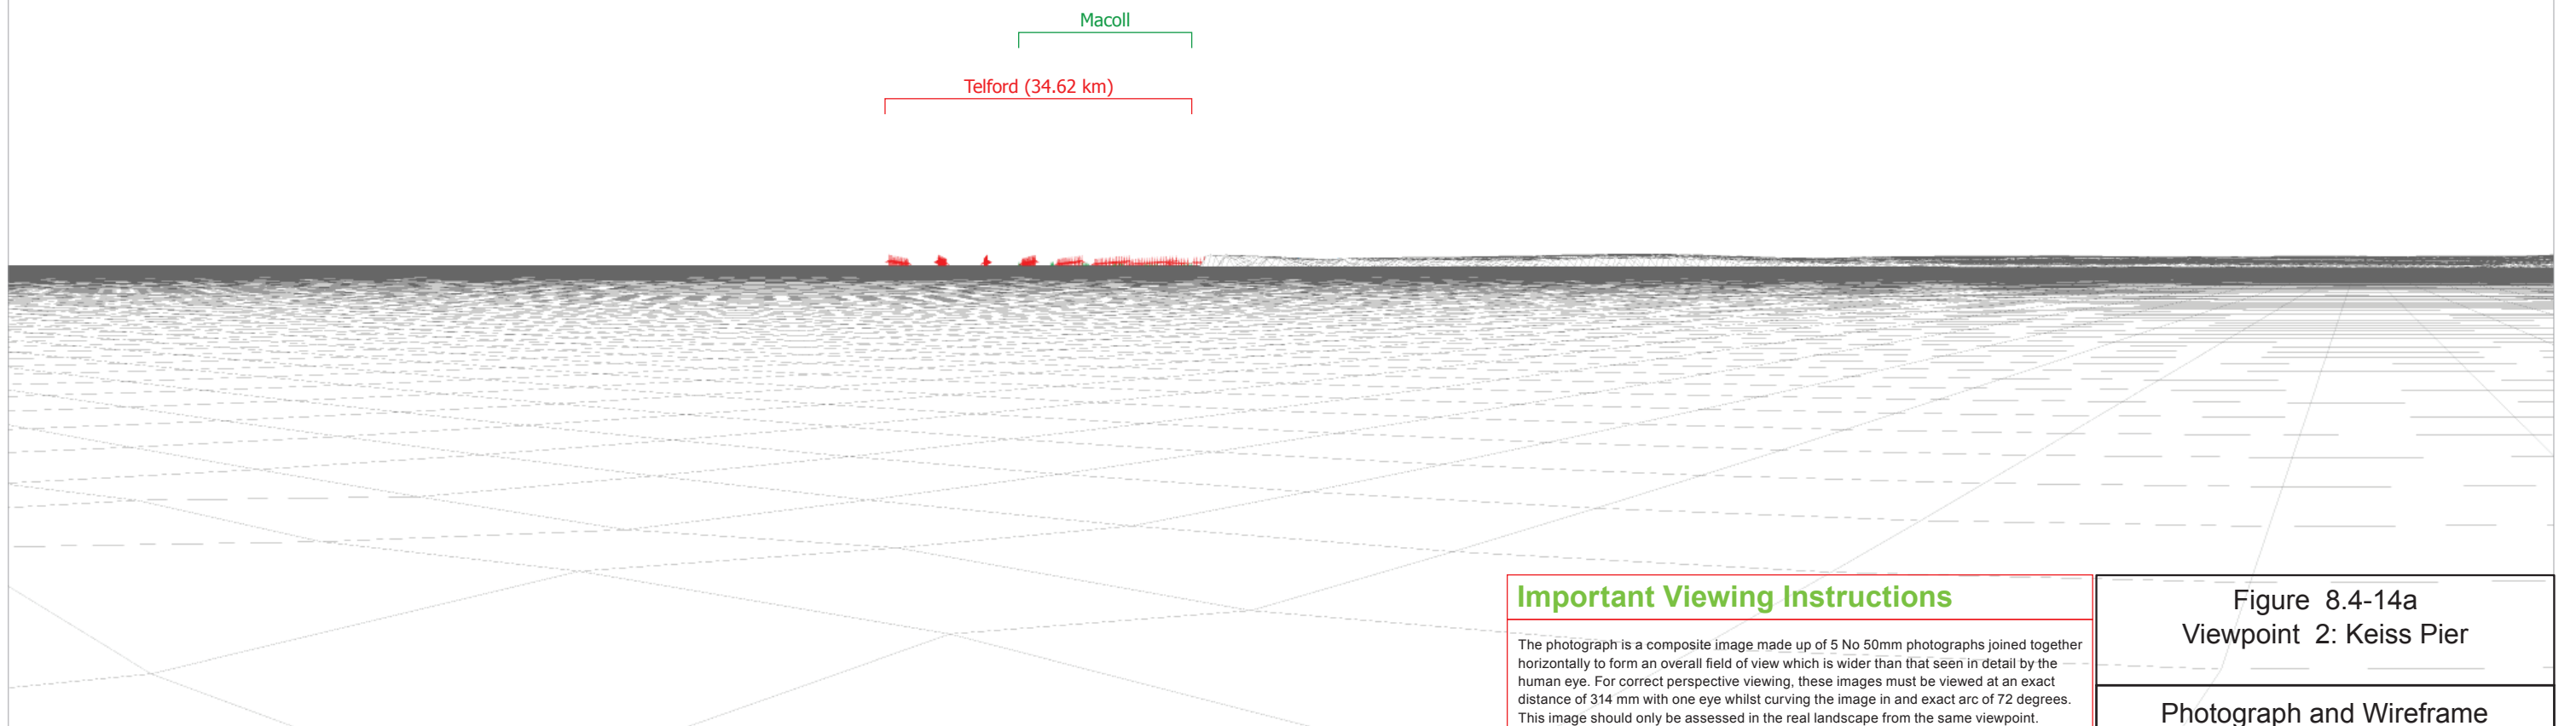 Macoll
Telford (34.62 km)
Important Viewing Instructions
The photograph is a composite image made up of 5 No 50mm photographs joined together
horizontally to form an overall field of view which is wider than that seen in detail by the
human eye. For correct perspective viewing, these images must be viewed at an exact
distance of 314 mm with one eye whilst curving the image in and exact arc of 72 degrees.
This image should only be assessed in the real landscape from the same viewpoint.
Figure 8.4-14a
Viewpoint 2: Keiss Pier
Photograph and Wireframe